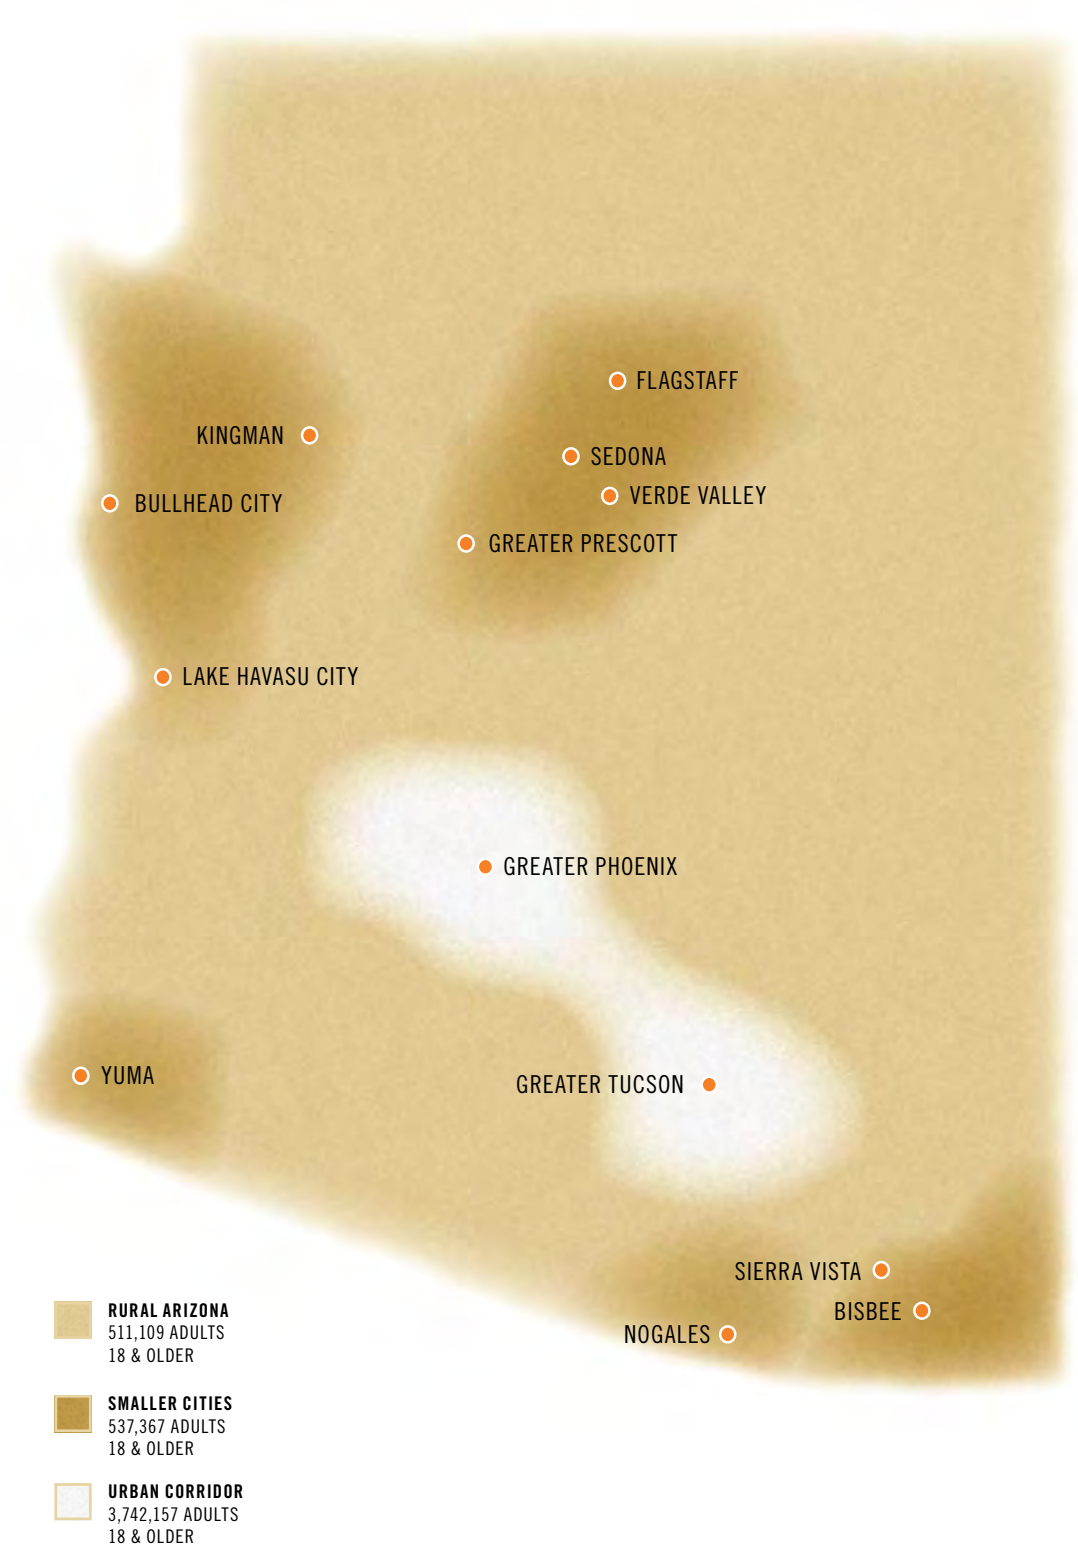 FLAGSTAFF
KINGMAN
SEDONA
VERDE VALLEY
BULLHEAD CITY
GREATER PRESCOTT
LAKE HAVASU CITY
GREATER PHOENIX
YUMA
GREATER TUCSON
SIERRA VISTA
BISBEE
NOGALES
RURAL ARIZONA
511,109 ADULTS
18 & OLDER
SMALLER CITIES
537,367 ADULTS
18 & OLDER
URBAN CORRIDOR
3,742,157 ADULTS
18 & OLDER